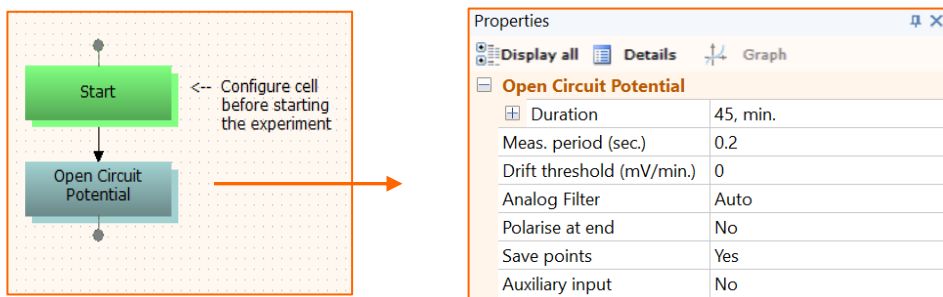 Start
<-- Configure cell
before starting
the experiment
Open Circuit
Potential
Properties
Display all Details Graph
Open Circuit Potential
Duration 45, min.
Meas. period (sec.) 0.2
Drift threshold (mV/min.) 0
Analog Filter Auto
Polarise at end No
Save points Yes
Auxiliary input No